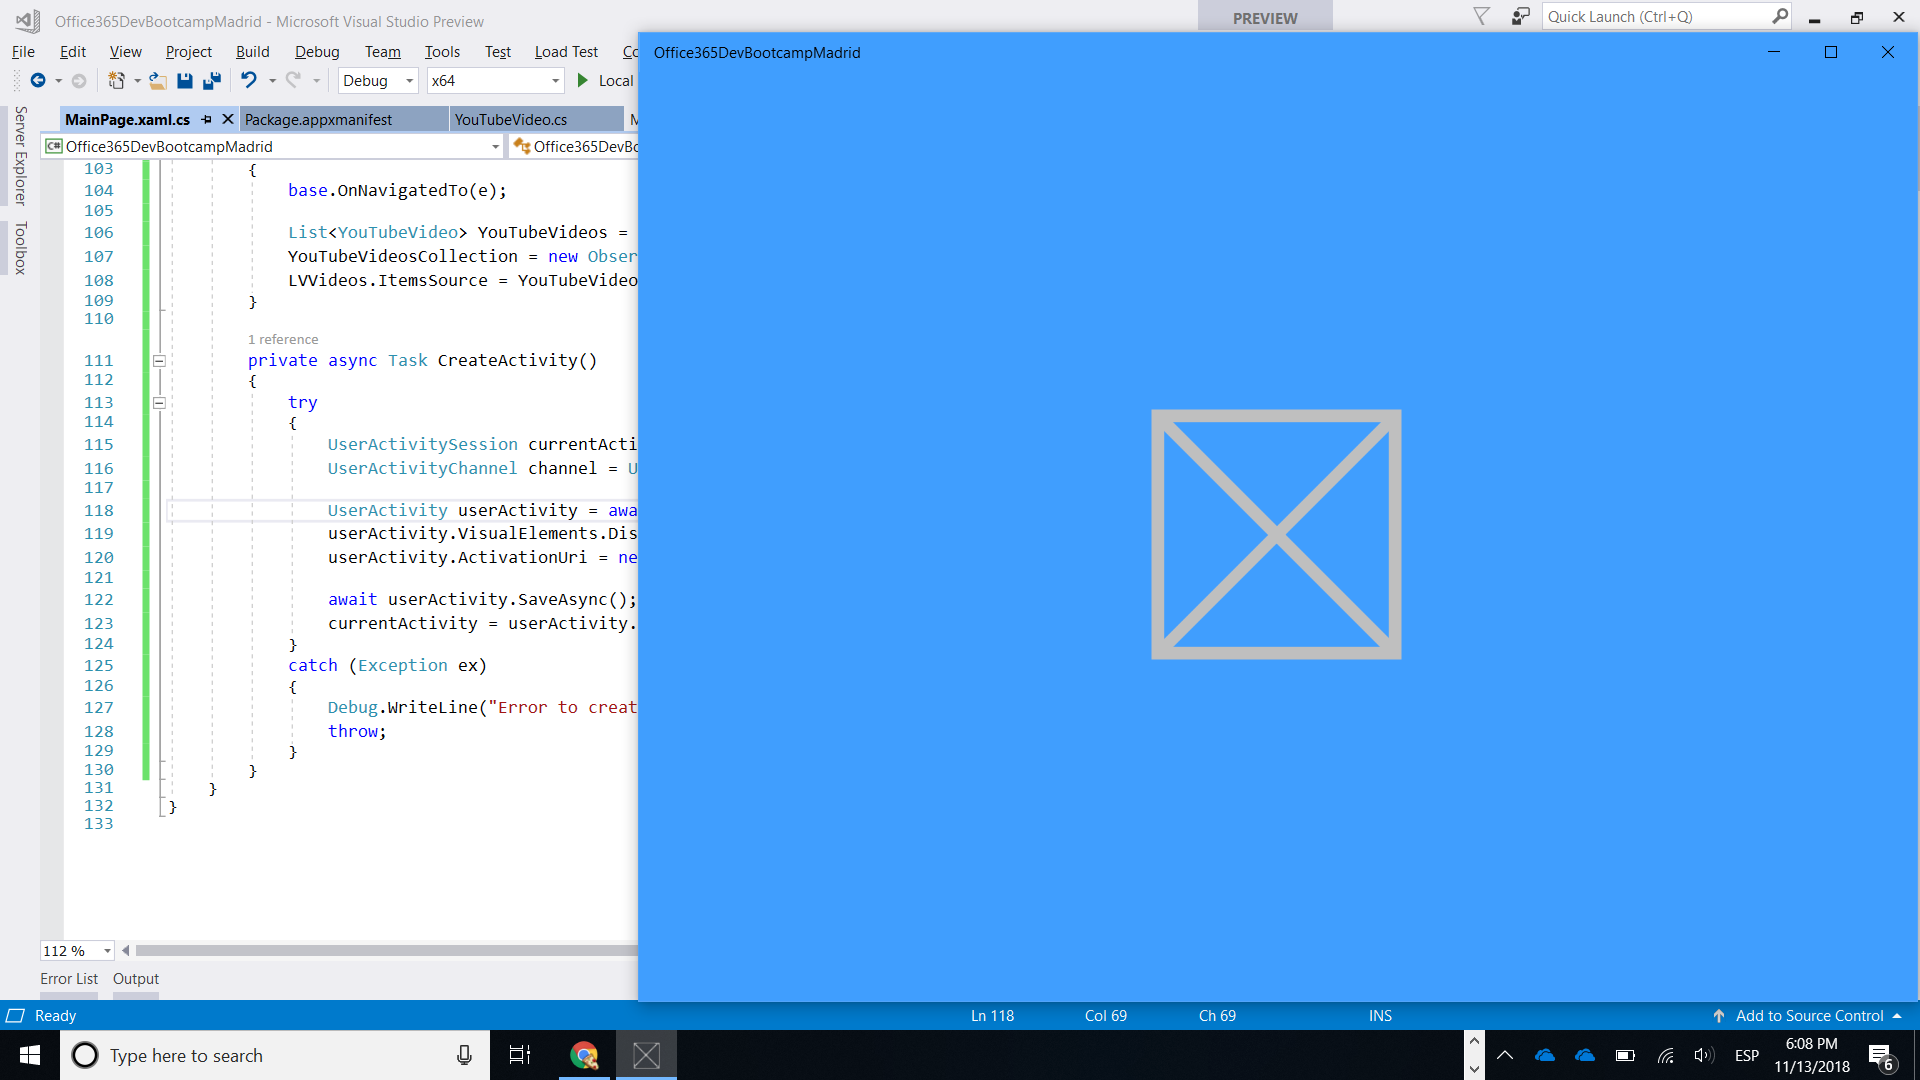 Office365DevBootcampMadrid - Microsoft Visual Studio Preview
PREVIEW
Quick Launch (Ctrl+Q)
File Edit View Project Build Debug Team Tools Test Load Test
Debug x64 Local
Office365DevBootcampMadrid
Server Explorer
Toolbox
MainPage.xaml.cs Package.appxmanifest YouTubeVideo.cs
C# Office365DevBootcampMadrid Office365DevBo
103 {
104 base.OnNavigatedTo(e);
105
106 List<YouTubeVideo> YouTubeVideos =
107 YouTubeVideosCollection = new Obser
108 LVVideos.ItemsSource = YouTubeVideo
109 }
110
1 reference
111 private async Task CreateActivity()
112 {
113 try
114 {
115 UserActivitySession currentActi
116 UserActivityChannel channel = U
117
118 UserActivity userActivity = awa
119 userActivity.VisualElements.Dis
120 userActivity.ActivationUri = ne
121
122 await userActivity.SaveAsync();
123 currentActivity = userActivity.
124 }
125 catch (Exception ex)
126 {
127 Debug.WriteLine("Error to creat
128 throw;
129 }
130 }
131 }
132 }
133
112 %
Error List Output
Ready Ln 118 Col 69 Ch 69 INS Add to Source Control
Type here to search
ESP
6:08 PM
11/13/2018
6